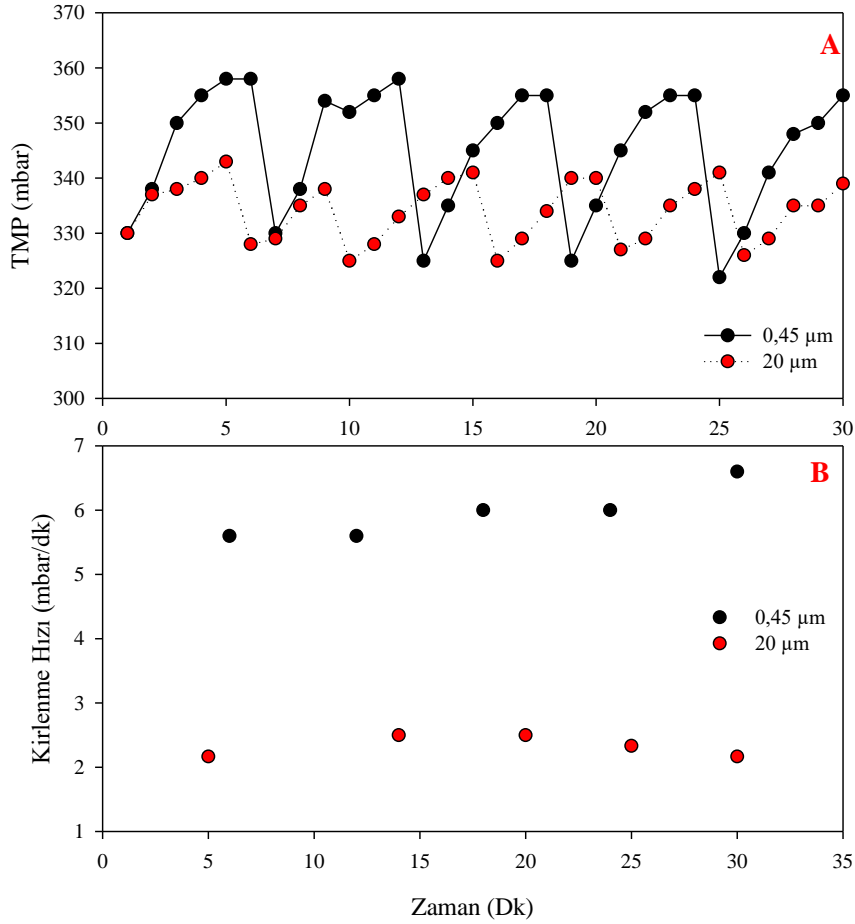 370
A
360
350
340
330
320
310
300
TMP (mbar)
0,45 µm
20 µm
0 5 10 15 20 25 30
7
B
6
5
4
3
2
1
Kirlenme Hızı (mbar/dk)
0,45 µm
20 µm
0 5 10 15 20 25 30 35
Zaman (Dk)